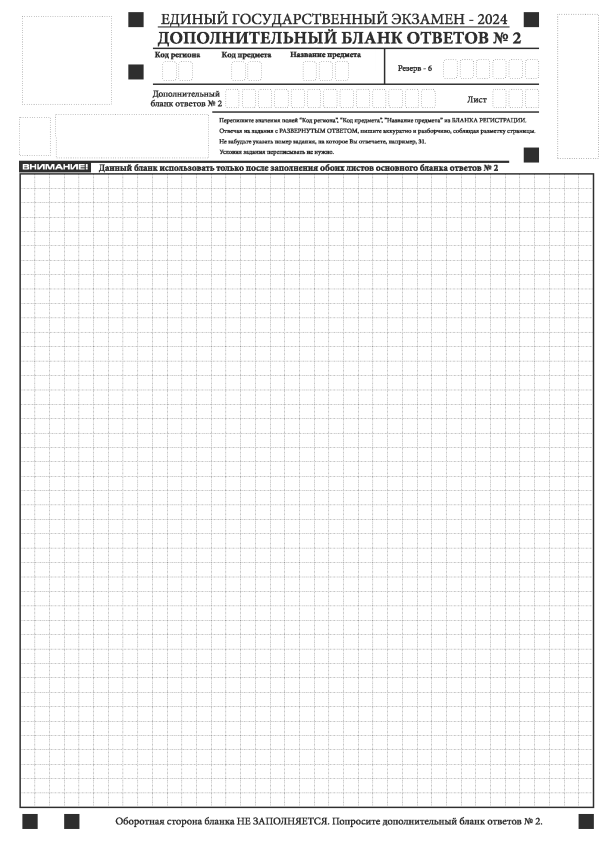 ЕДИНЫЙ ГОСУДАРСТВЕННЫЙ ЭКЗАМЕН - 2024
ДОПОЛНИТЕЛЬНЫЙ БЛАНК ОТВЕТОВ № 2
Код региона Код предмета Название предмета
Резерв - 6
Дополнительный
бланк ответов № 2 Лист
Перепишите значения полей "Код региона", "Код предмета", "Название предмета" из БЛАНКА РЕГИСТРАЦИИ.
Отвечая на задания с РАЗВЕРНУТЫМ ОТВЕТОМ, пишите аккуратно и разборчиво, соблюдая разметку страницы.
Не забудьте указать номер задания, на которое Вы отвечаете, например, 31.
Условия задания переписывать не нужно.
ВНИМАНИЕ! Данный бланк использовать только после заполнения обоих листов основного бланка ответов № 2
Оборотная сторона бланка НЕ ЗАПОЛНЯЕТСЯ. Попросите дополнительный бланк ответов № 2.